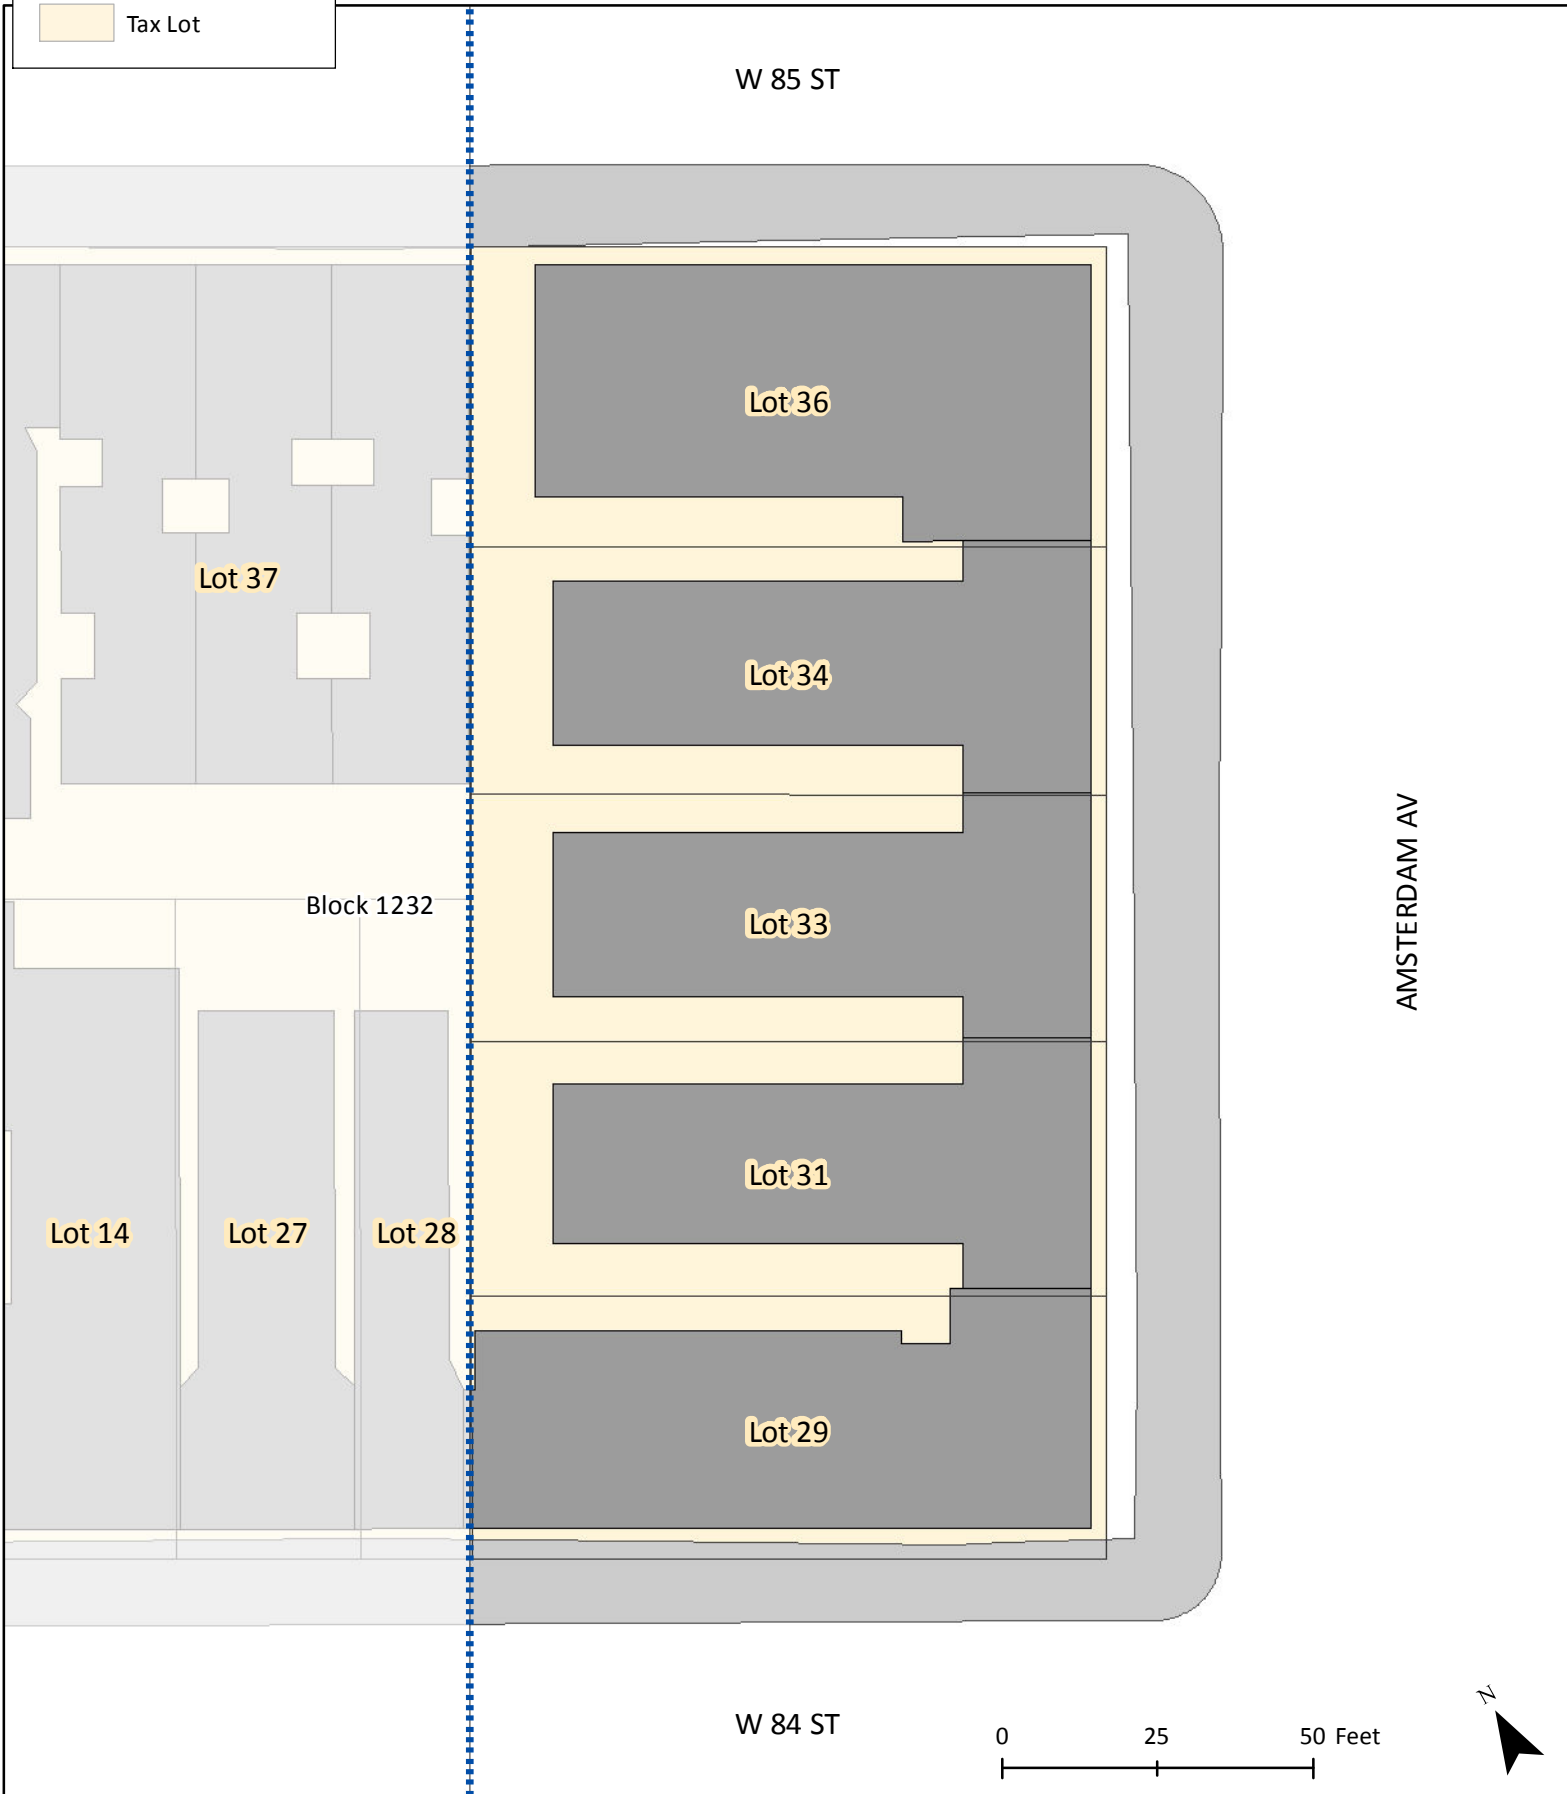 Tax Lot
W 85 ST
Lot 36
Lot 37
Lot 34
Block 1232
Lot 33
AMSTERDAM AV
Lot 31
Lot 14
Lot 27
Lot 28
Lot 29
W 84 ST
0 25 50 Feet
N